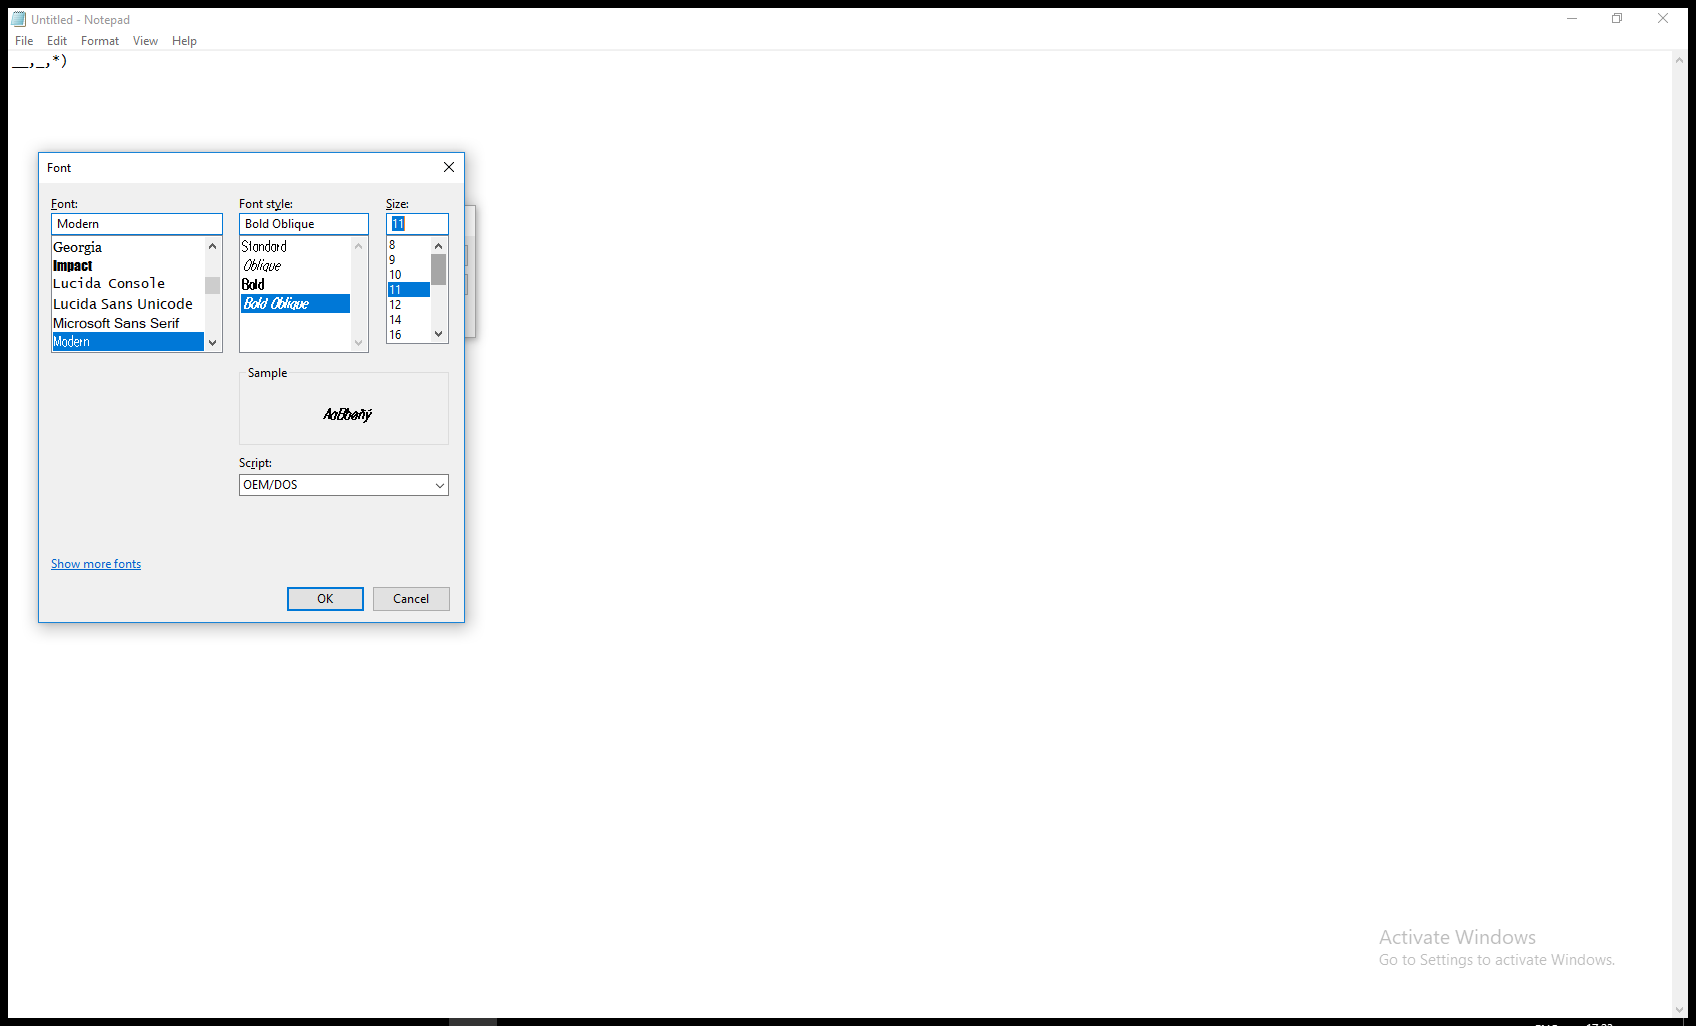 Untitled - Notepad
File Edit Format View Help
__,_,*)
Font
Font: Font style: Size:
Modern Bold Oblique 11
Georgia
Impact
Lucida Console
Lucida Sans Unicode
Microsoft Sans Serif
Modern
Standard
Oblique
Bold
Bold Oblique
8
9
10
11
12
14
16
Sample
AaBbařý
Script:
OEM/DOS
Show more fonts
OK Cancel
Activate Windows
Go to Settings to activate Windows.